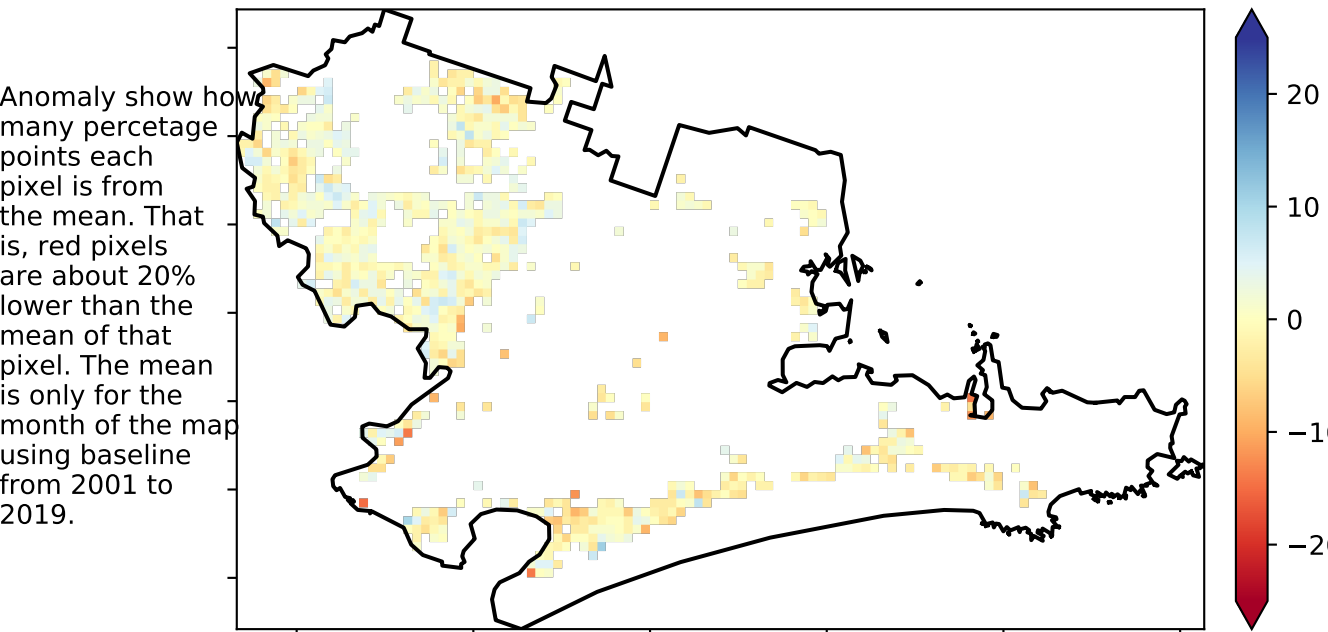 Anomaly show how
many percetage
points each
pixel is from
the mean. That
is, red pixels
are about 20%
lower than the
mean of that
pixel. The mean
is only for the
month of the map
using baseline
from 2001 to
2019.
20
10
0
−10
−20